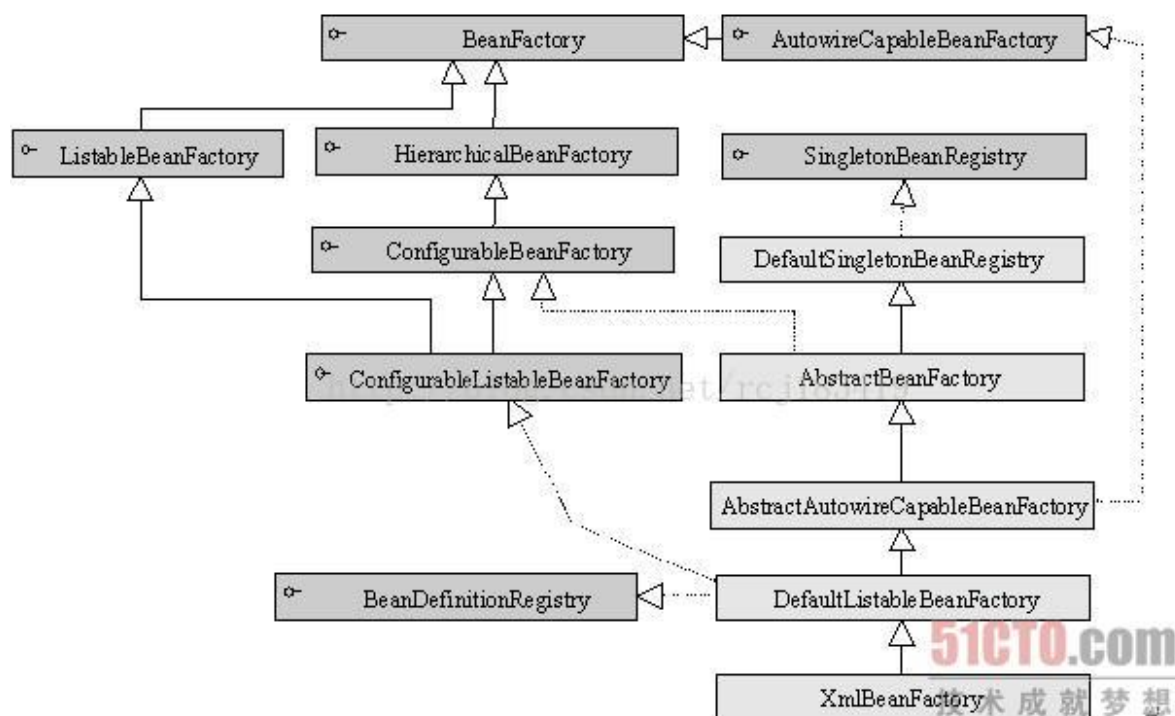 BeanFactory
AutowireCapableBeanFactory
ListableBeanFactory
HierarchicalBeanFactory
SingletonBeanRegistry
ConfigurableBeanFactory
DefaultSingletonBeanRegistry
ConfigurableListableBeanFactory
AbstractBeanFactory
AbstractAutowireCapableBeanFactory
BeanDefinitionRegistry
DefaultListableBeanFactory
51CTO.com
XmlBeanFactory
技术成就梦想